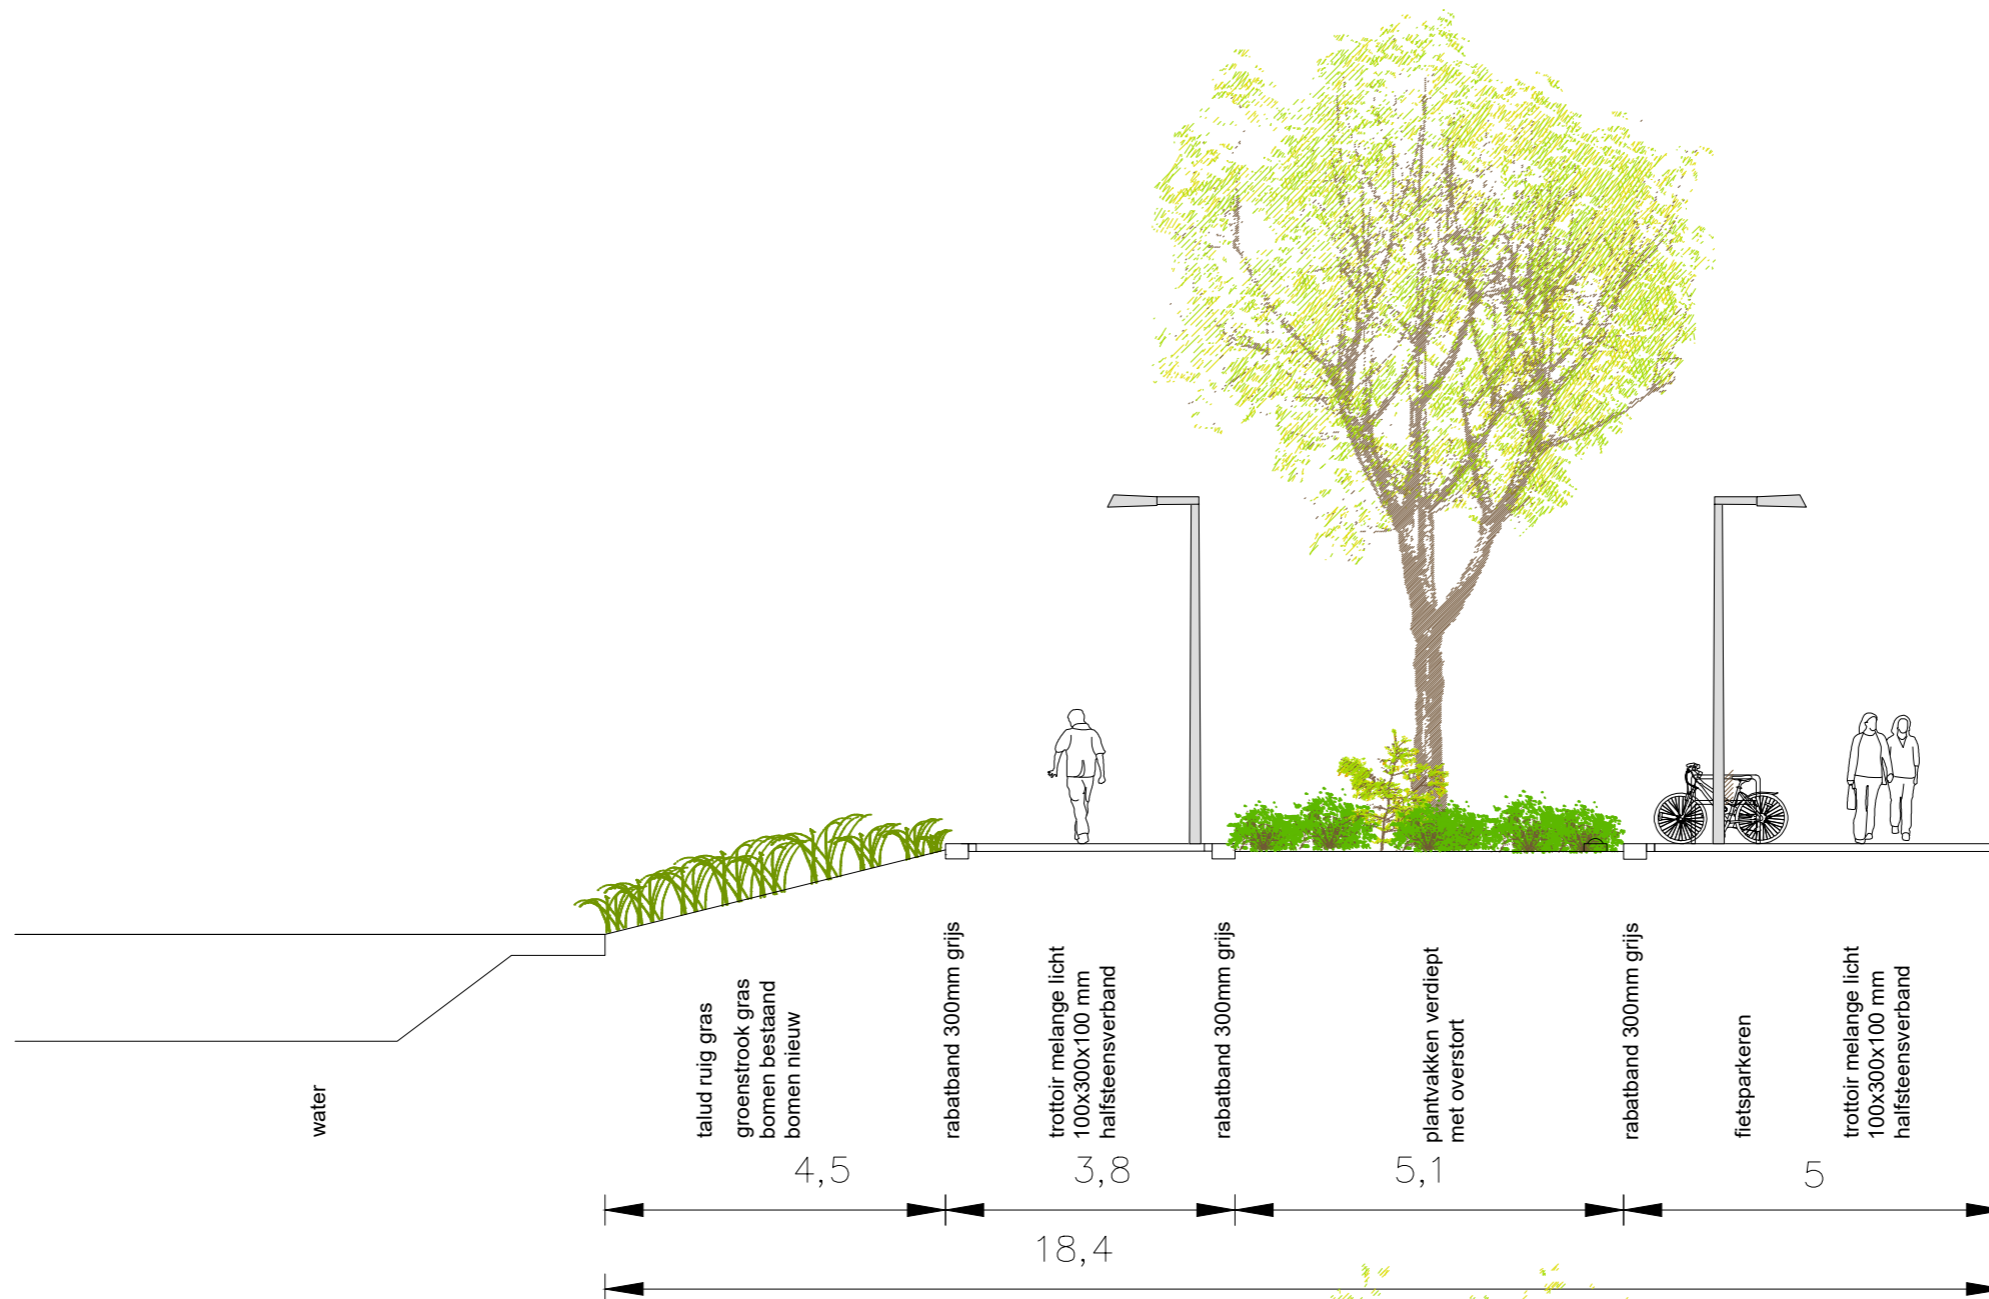 water
talud ruig gras
groenstrook gras
bomen bestaand
bomen nieuw
rabatband 300mm grijs
trottoir melange licht
100x300x100 mm
halfsteensverband
rabatband 300mm grijs
plantvakken verdiept
met overstort
rabatband 300mm grijs
fietsparkeren
trottoir melange licht
100x300x100 mm
halfsteensverband
4,5
3,8
5,1
5
18,4